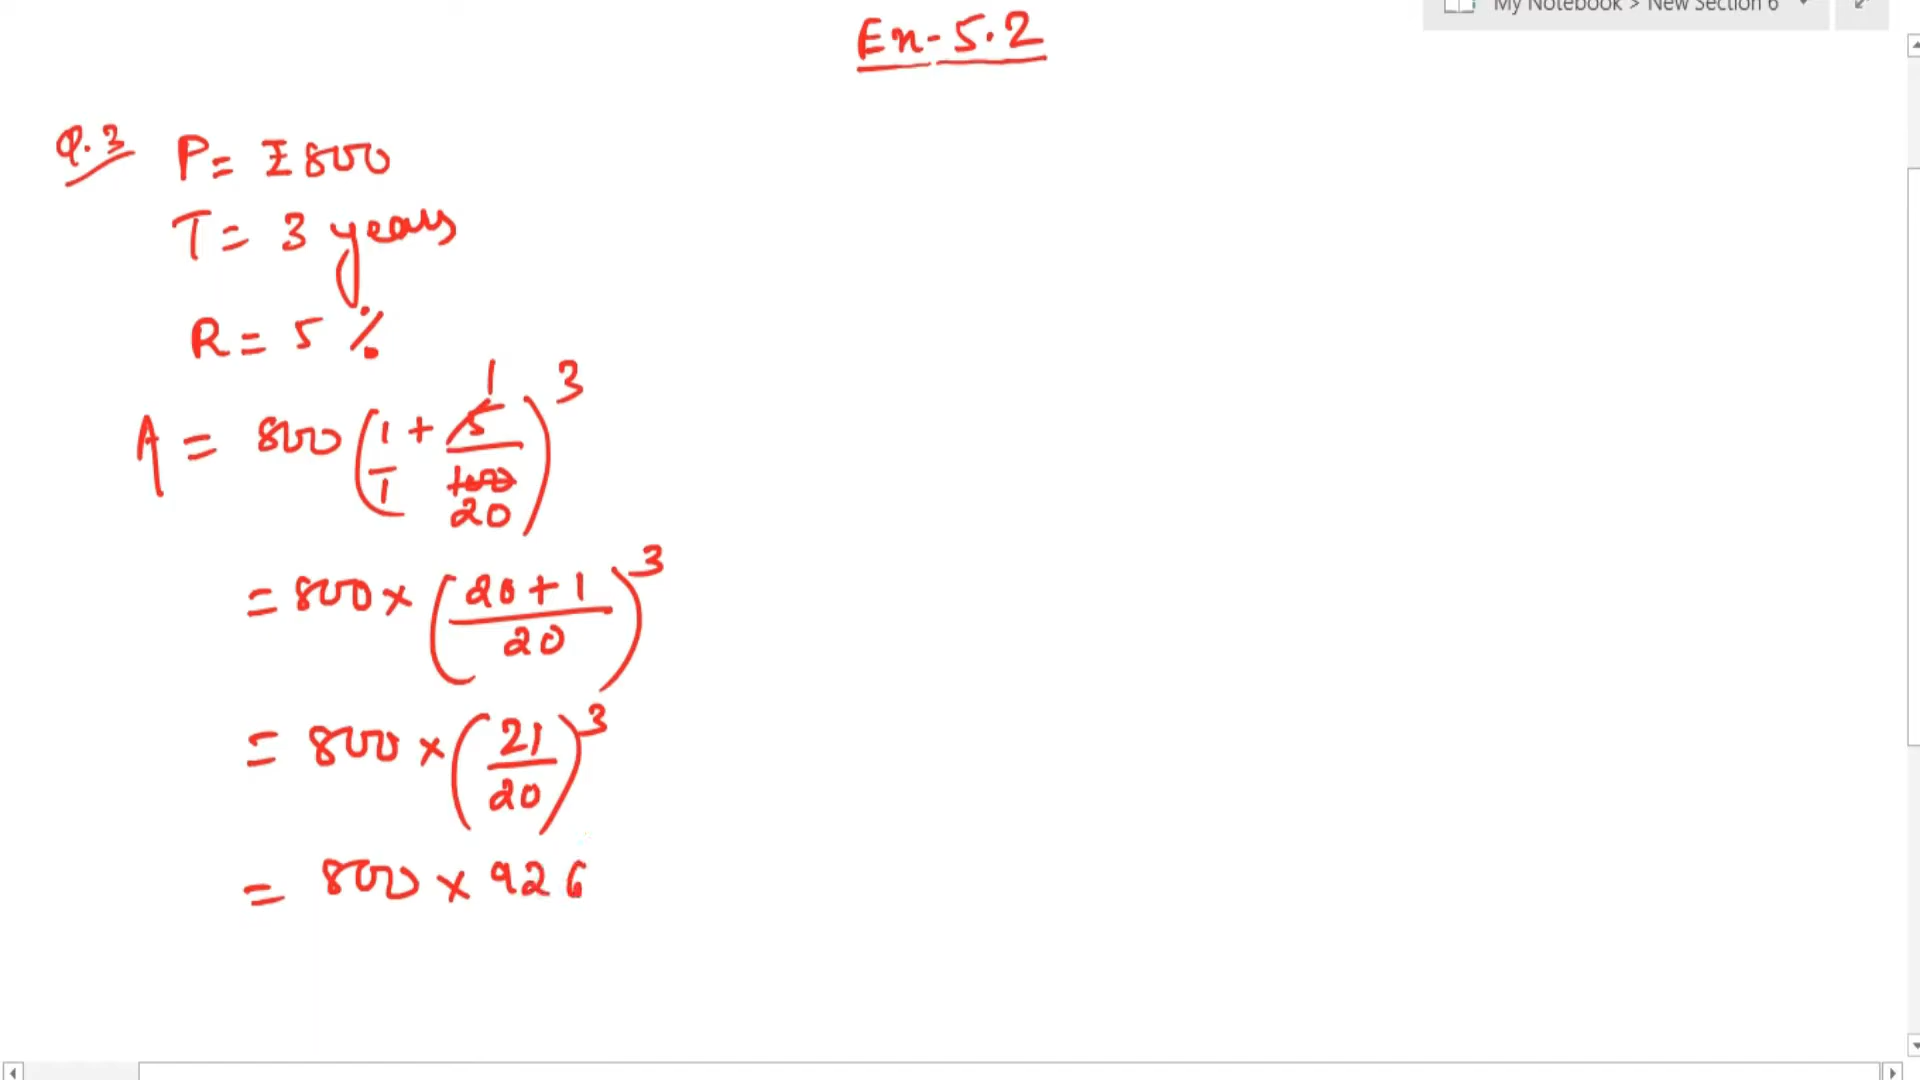 My Notebook > New Section 6
Ex-5.2
Q.3 P= ₹800
T= 3 years
R= 5 %
A = 800 (1/1 + 5/100)^3 1 20
= 800 × (20+1/20)^3
= 800 × (21/20)^3
= 800 × 926